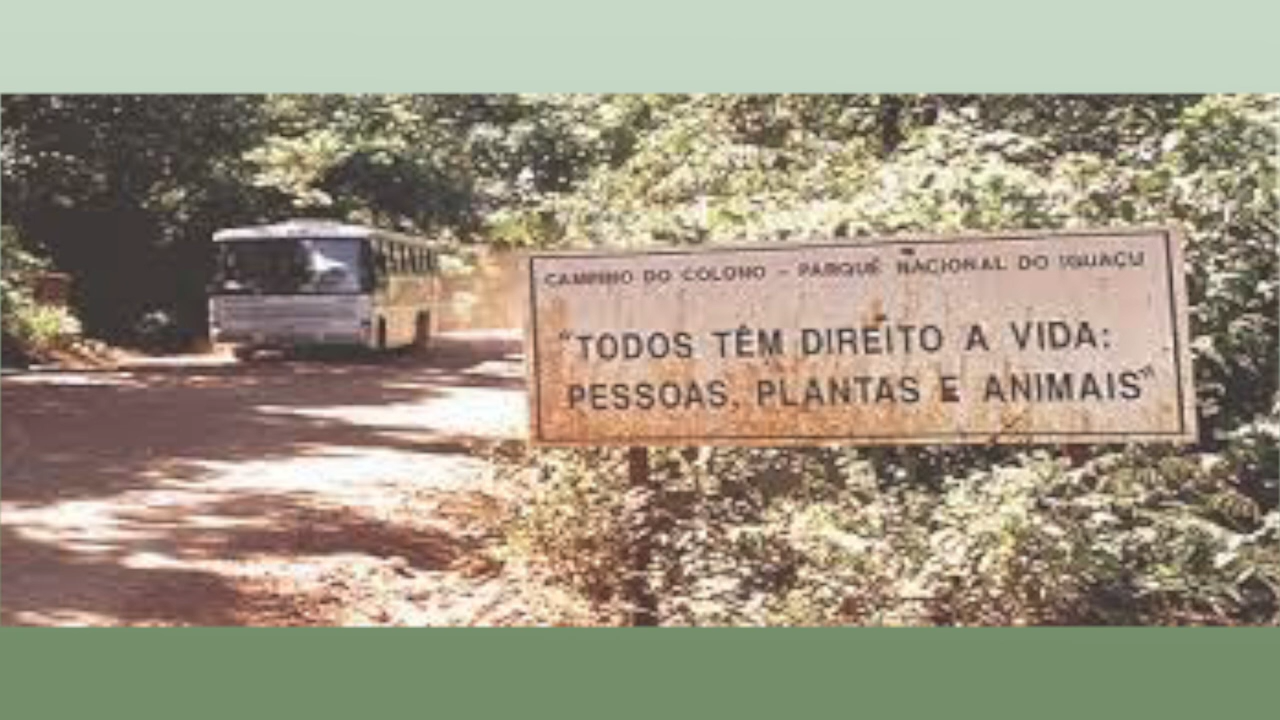 CAMINHO DO COLONO - PARQUE NACIONAL DO IGUAÇU
"TODOS TÊM DIREITO A VIDA:
PESSOAS, PLANTAS E ANIMAIS"